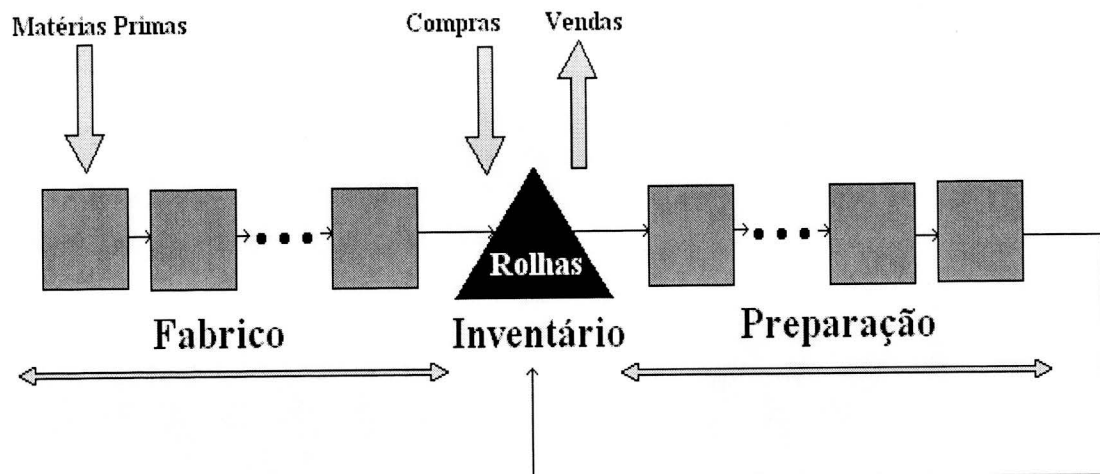 Matérias Primas
Compras
Vendas
Rolhas
Fabrico
Inventário
Preparação